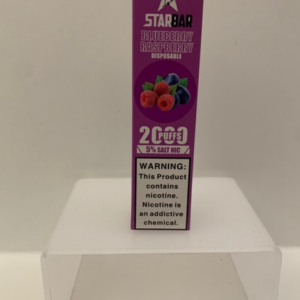 STARBAR
BLUEBERRY
RASPBERRY
DISPOSABLE
2000
PUFFS
5% SALT NIC
WARNING:
This Product
contains
nicotine.
Nicotine is
an addictive
chemical.